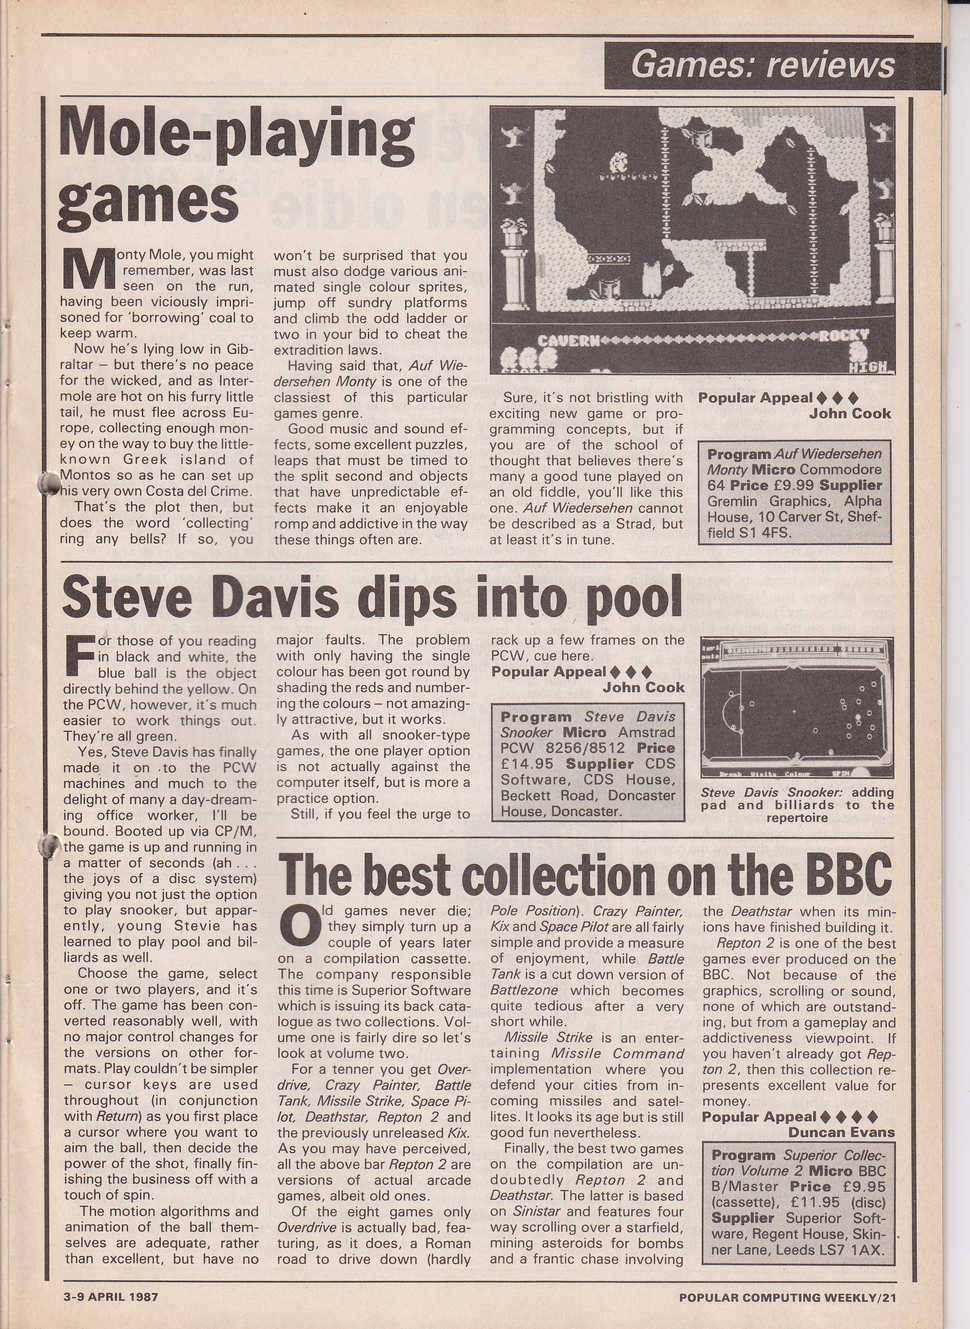 Games: reviews
Mole-playing
games
Monty Mole, you might
remember, was last
seen on the run,
having been viciously impri-
soned for ‘borrowing’ coal to
keep warm.
Now he's lying low in Gib-
raltar – but there's no peace
for the wicked, and as Inter-
mole are hot on his furry little
tail, he must flee across Eu-
rope, collecting enough mon-
ey on the way to buy the little-
known Greek island of
Montos so as he can set up
his very own Costa del Crime.
That's the plot then, but
does the word ‘collecting’
ring any bells? If so, you
won't be surprised that you
must also dodge various ani-
mated single colour sprites,
jump off sundry platforms
and climb the odd ladder or
two in your bid to cheat the
extradition laws.
Having said that, Auf Wie-
dersehen Monty is one of the
classiest of this particular
games genre.
Good music and sound ef-
fects, some excellent puzzles,
leaps that must be timed to
the split second and objects
that have unpredictable ef-
fects make it an enjoyable
romp and addictive in the way
these things often are.
CAVERN
ROCKY
HIGH
Sure, it's not bristling with
exciting new game or pro-
gramming concepts, but if
you are of the school of
thought that believes there's
many a good tune played on
an old fiddle, you'll like this
one. Auf Wiedersehen cannot
be described as a Strad, but
at least it's in tune.
Popular Appeal ♦ ♦ ♦
John Cook
Program Auf Wiedersehen
Monty Micro Commodore
64 Price £9.99 Supplier
Gremlin Graphics, Alpha
House, 10 Carver St, Shef-
field S1 4FS.
Steve Davis dips into pool
For those of you reading
in black and white, the
blue ball is the object
directly behind the yellow. On
the PCW, however, it's much
easier to work things out.
They're all green.
Yes, Steve Davis has finally
made it on to the PCW
machines and much to the
delight of many a day-dream-
ing office worker, I'll be
bound. Booted up via CP/M,
the game is up and running in
a matter of seconds (ah . . .
the joys of a disc system)
giving you not just the option
to play snooker, but appar-
ently, young Stevie has
learned to play pool and bil-
liards as well.
Choose the game, select
one or two players, and it's
off. The game has been con-
verted reasonably well, with
no major control changes for
the versions on other for-
mats. Play couldn't be simpler
– cursor keys are used
throughout (in conjunction
with Return) as you first place
a cursor where you want to
aim the ball, then decide the
power of the shot, finally fin-
ishing the business off with a
touch of spin.
The motion algorithms and
animation of the ball them-
selves are adequate, rather
than excellent, but have no
major faults. The problem
with only having the single
colour has been got round by
shading the reds and number-
ing the colours – not amazing-
ly attractive, but it works.
As with all snooker-type
games, the one player option
is not actually against the
computer itself, but is more a
practice option.
Still, if you feel the urge to
rack up a few frames on the
PCW, cue here.
Popular Appeal ♦ ♦ ♦
John Cook
Program Steve Davis
Snooker Micro Amstrad
PCW 8256/8512 Price
£14.95 Supplier CDS
Software, CDS House,
Beckett Road, Doncaster
House, Doncaster.
Break Visits Colour SPIN
Steve Davis Snooker: adding
pad and billiards to the
repertoire
The best collection on the BBC
Old games never die;
they simply turn up a
couple of years later
on a compilation cassette.
The company responsible
this time is Superior Software
which is issuing its back cata-
logue as two collections. Vol-
ume one is fairly dire so let's
look at volume two.
For a tenner you get Over-
drive, Crazy Painter, Battle
Tank, Missile Strike, Space Pi-
lot, Deathstar, Repton 2 and
the previously unreleased Kix.
As you may have perceived,
all the above bar Repton 2 are
versions of actual arcade
games, albeit old ones.
Of the eight games only
Overdrive is actually bad, fea-
turing, as it does, a Roman
road to drive down (hardly
Pole Position). Crazy Painter,
Kix and Space Pilot are all fairly
simple and provide a measure
of enjoyment, while Battle
Tank is a cut down version of
Battlezone which becomes
quite tedious after a very
short while.
Missile Strike is an enter-
taining Missile Command
implementation where you
defend your cities from in-
coming missiles and satel-
lites. It looks its age but is still
good fun nevertheless.
Finally, the best two games
on the compilation are un-
doubtedly Repton 2 and
Deathstar. The latter is based
on Sinistar and features four
way scrolling over a starfield,
mining asteroids for bombs
and a frantic chase involving
the Deathstar when its min-
ions have finished building it.
Repton 2 is one of the best
games ever produced on the
BBC. Not because of the
graphics, scrolling or sound,
none of which are outstand-
ing, but from a gameplay and
addictiveness viewpoint. If
you haven't already got Rep-
ton 2, then this collection re-
presents excellent value for
money.
Popular Appeal ♦ ♦ ♦ ♦
Duncan Evans
Program Superior Collec-
tion Volume 2 Micro BBC
B/Master Price £9.95
(cassette), £11.95 (disc)
Supplier Superior Soft-
ware, Regent House, Skin-
ner Lane, Leeds LS7 1AX.
3-9 APRIL 1987
POPULAR COMPUTING WEEKLY/21